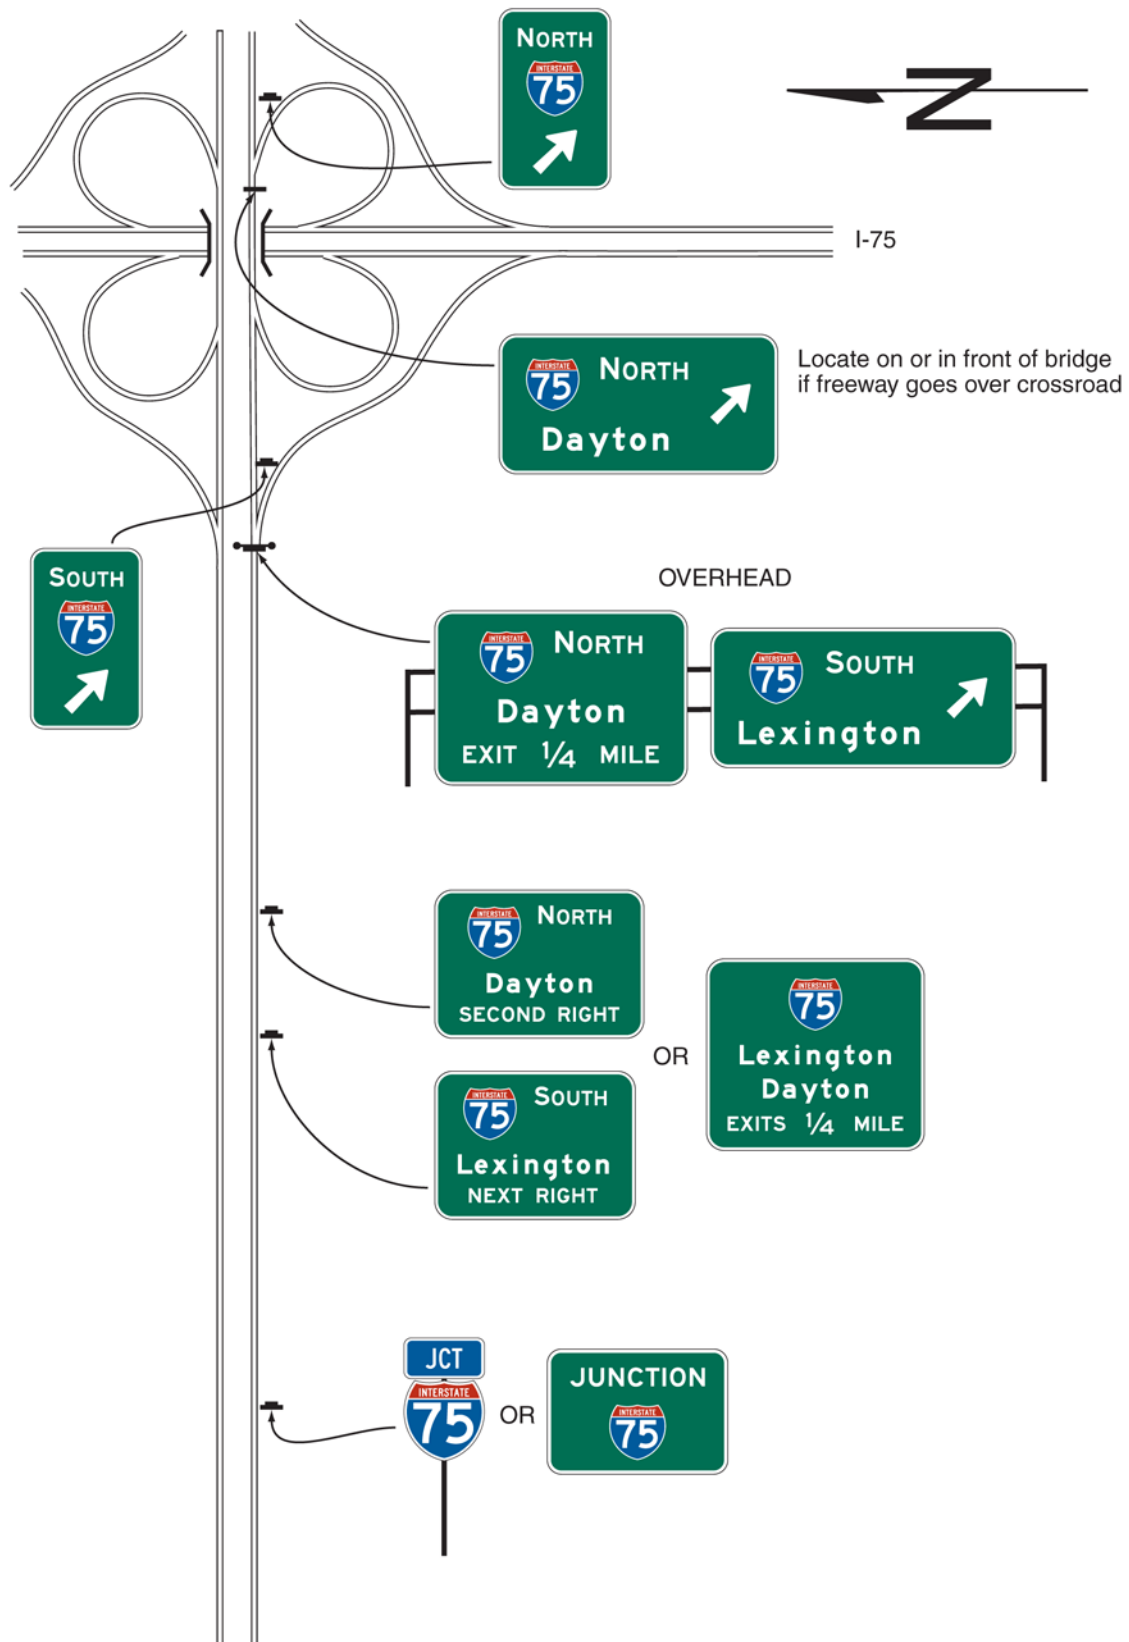 NORTH
INTERSTATE
75
N
I-75
75 NORTH
INTERSTATE
Dayton
Locate on or in front of bridge
if freeway goes over crossroad
SOUTH
INTERSTATE
75
OVERHEAD
INTERSTATE
75 NORTH
Dayton
EXIT 1/4 MILE
INTERSTATE
75 SOUTH
Lexington
INTERSTATE
75 NORTH
Dayton
SECOND RIGHT
OR
INTERSTATE
75
Lexington
Dayton
EXITS 1/4 MILE
INTERSTATE
75 SOUTH
Lexington
NEXT RIGHT
JCT
INTERSTATE
75
OR
JUNCTION
INTERSTATE
75